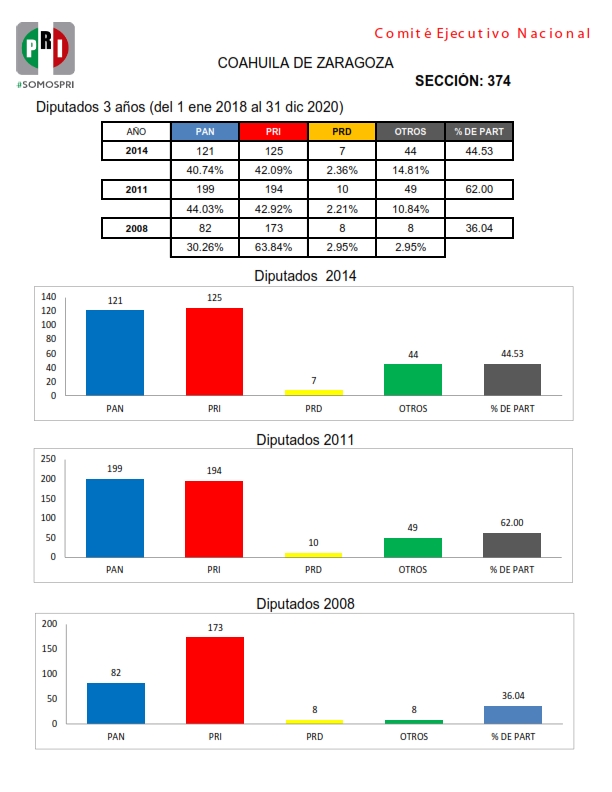 Comité Ejecutivo Nacional
PRI
#SOMOSPRI
COAHUILA DE ZARAGOZA
SECCIÓN: 374
Diputados 3 años (del 1 ene 2018 al 31 dic 2020)
AÑO PAN PRI PRD OTROS % DE PART
2014 121 125 7 44 44.53
40.74% 42.09% 2.36% 14.81%
2011 199 194 10 49 62.00
44.03% 42.92% 2.21% 10.84%
2008 82 173 8 8 36.04
30.26% 63.84% 2.95% 2.95%
Diputados 2014
140
120
100
80
60
40
20
0
121 125 7 44 44.53
PAN PRI PRD OTROS % DE PART
Diputados 2011
250
200
150
100
50
0
199 194 10 49 62.00
PAN PRI PRD OTROS % DE PART
Diputados 2008
200
150
100
50
0
82 173 8 8 36.04
PAN PRI PRD OTROS % DE PART